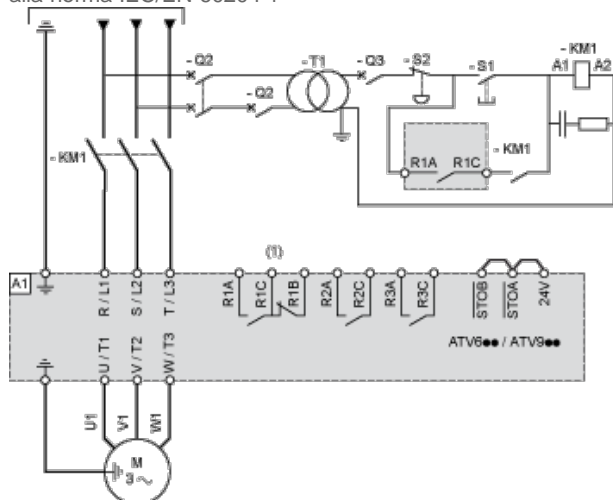 alla norma IEC/EN 60204-1
- Q2
- T1
- Q3
- S2
- S1
- KM1
A1
A2
- Q2
- KM1
R1A
R1C
- KM1
(1)
A1
R / L1
S / L2
T / L3
R1A
R1C
R1B
R2A
R2C
R3A
R3C
STOB
STOA
24V
ATV6●● / ATV9●●
U / T1
V / T2
W / T3
U1
V1
W1
M
3 ~